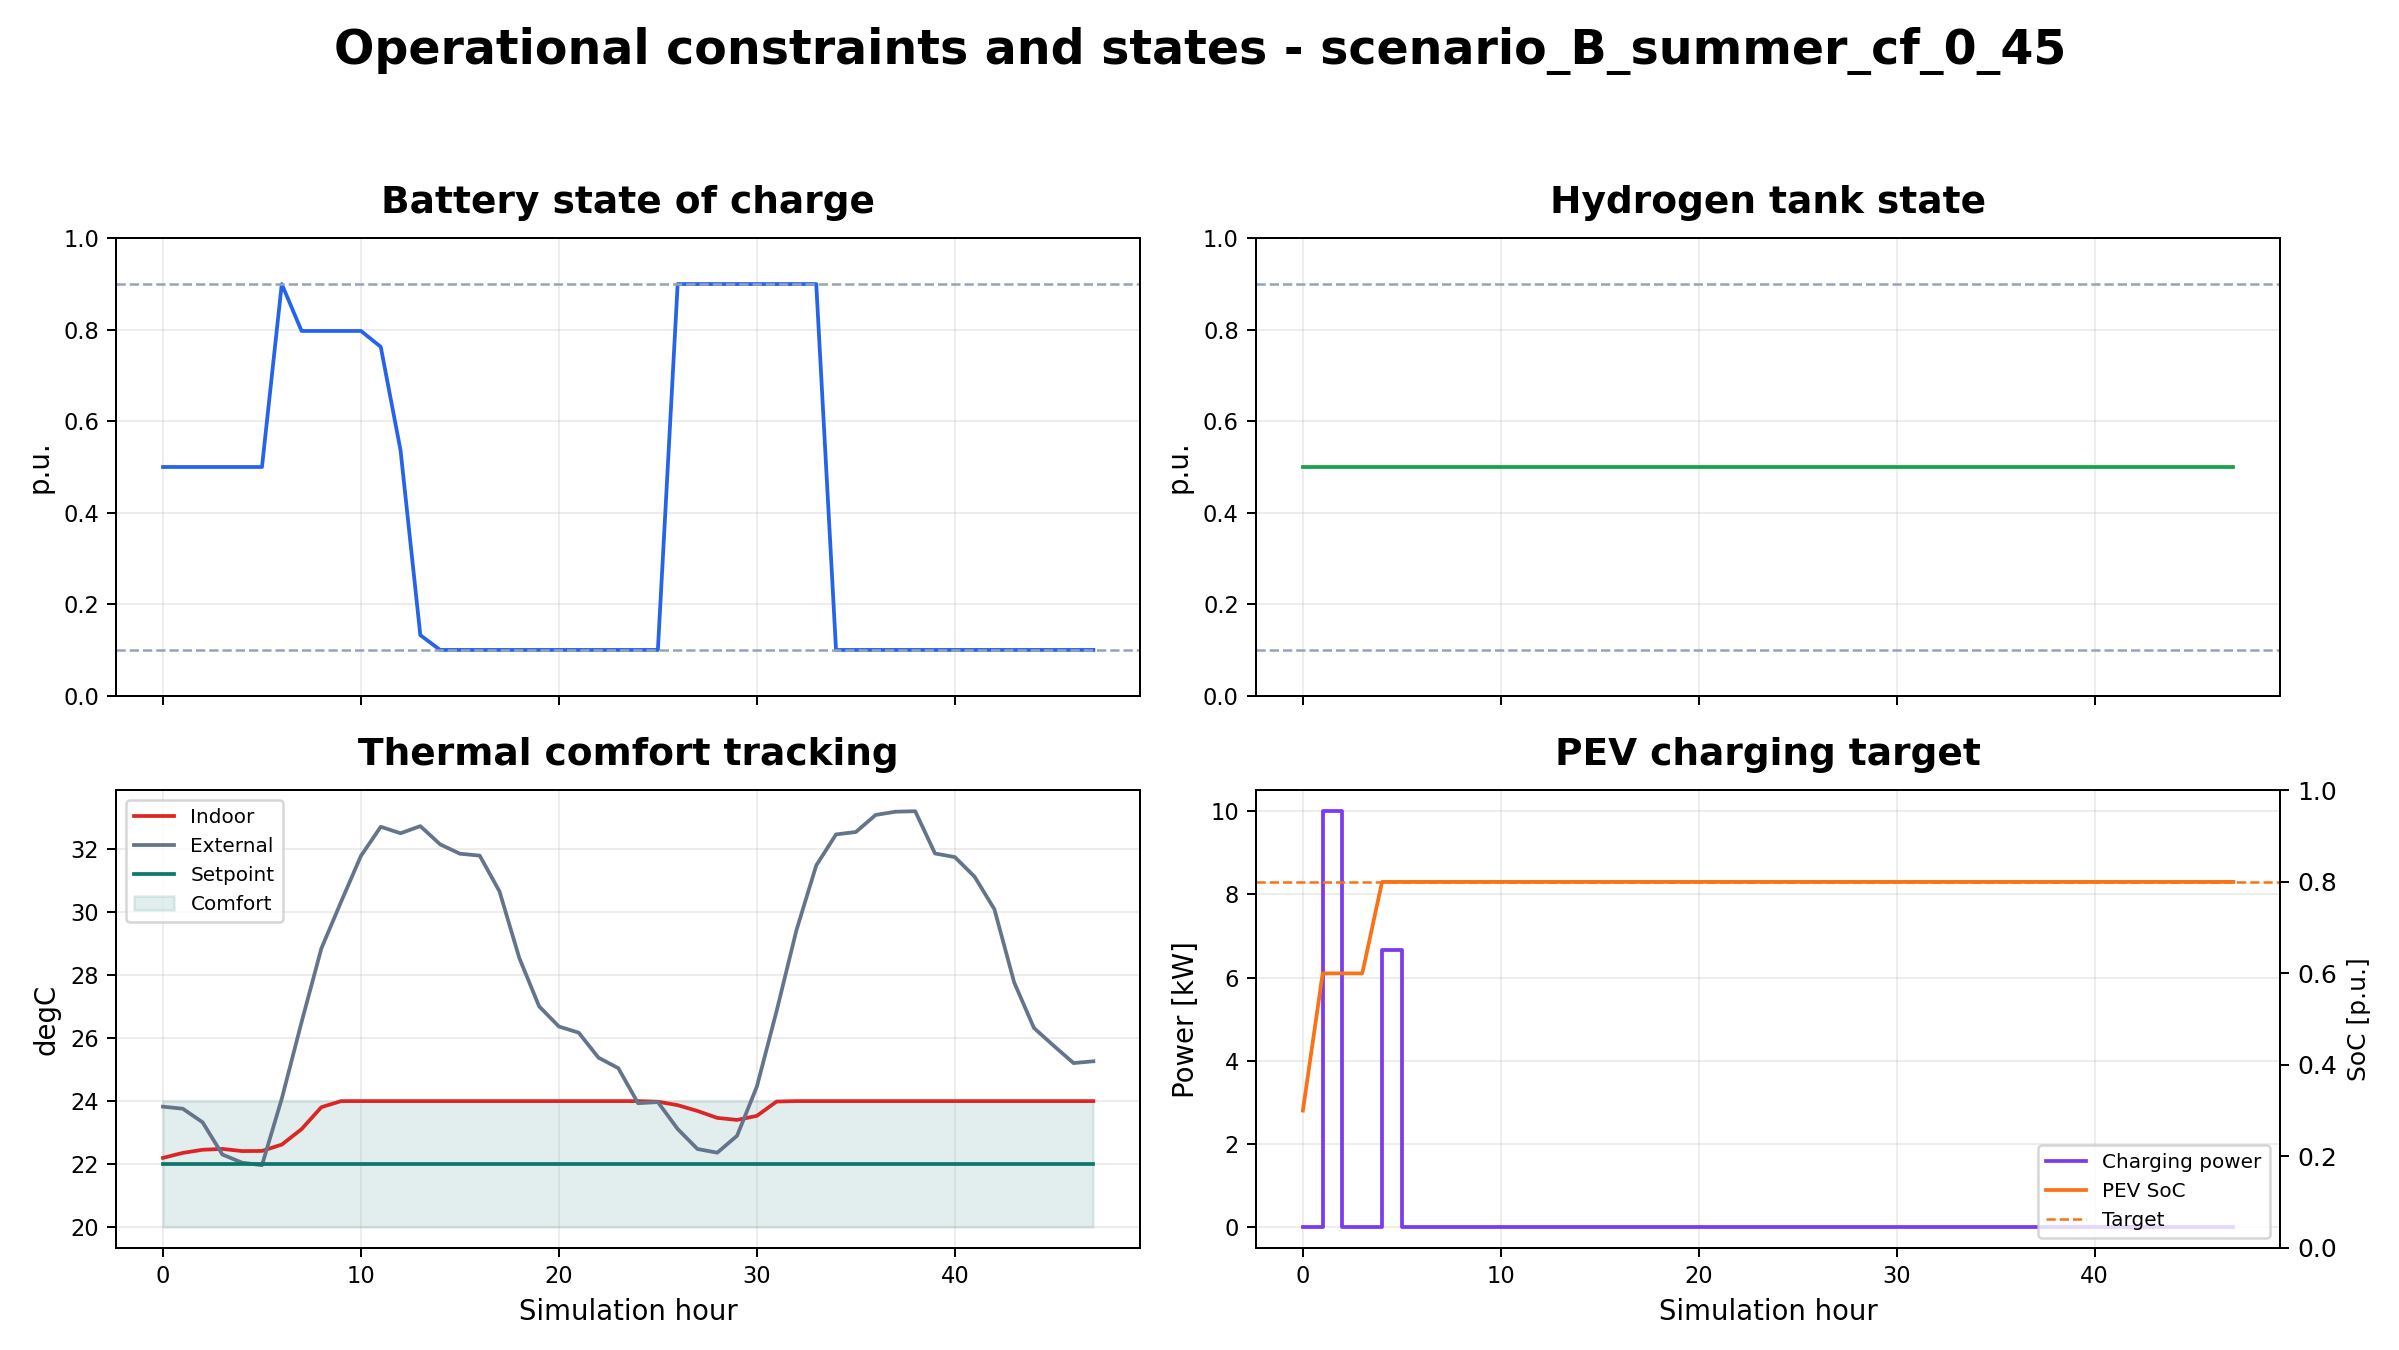 Operational constraints and states - scenario_B_summer_cf_0_45
Battery state of charge
1.0
0.8
0.6
0.4
0.2
0.0
p.u.
Hydrogen tank state
1.0
0.8
0.6
0.4
0.2
0.0
p.u.
Thermal comfort tracking
Indoor
External
Setpoint
Comfort
32
30
28
26
24
22
20
degC
0
10
20
30
40
Simulation hour
PEV charging target
10
8
6
4
2
0
Power [kW]
1.0
0.8
0.6
0.4
0.2
0.0
SoC [p.u.]
Charging power
PEV SoC
Target
0
10
20
30
40
Simulation hour